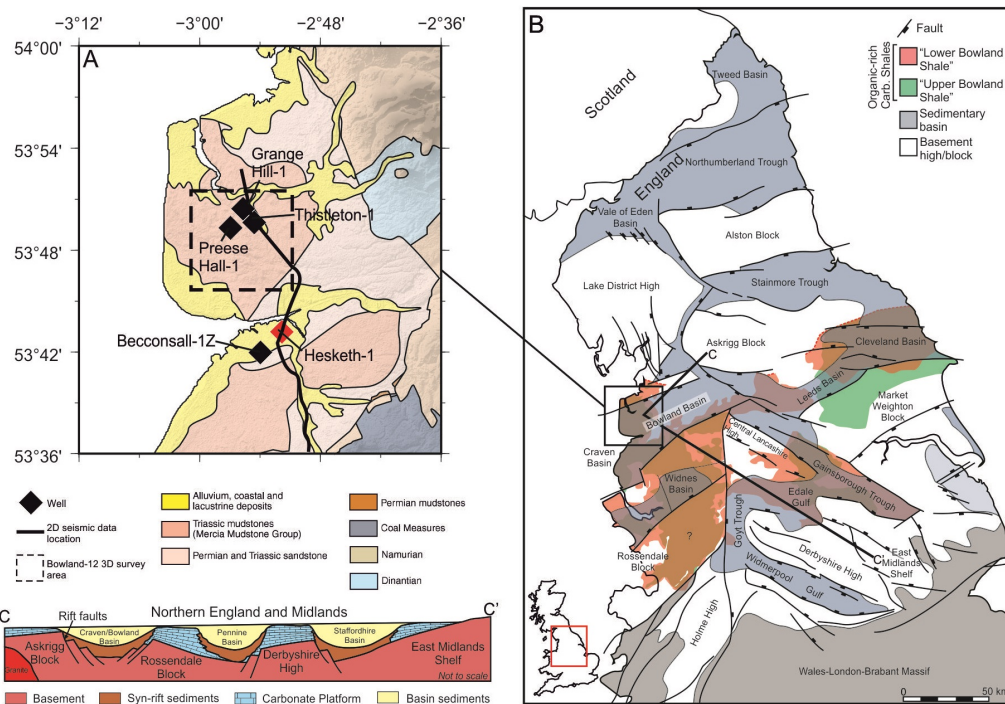 −3°12'
−3°00'
−2°48'
−2°36'
54°00'
53°54'
53°48'
53°42'
53°36'
A
Grange
Hill-1
Thistleton-1
Preese
Hall-1
Becconsall-1Z
Hesketh-1
Well
2D seismic data
location
Bowland-12 3D survey
area
Alluvium, coastal and
lacustrine deposits
Triassic mudstones
(Mercia Mudstone Group)
Permian and Triassic sandstone
Permian mudstones
Coal Measures
Namurian
Dinantian
C
Northern England and Midlands
C'
Rift faults
Craven/Bowland
Basin
Pennine
Basin
Staffordhire
Basin
Askrigg
Block
Rossendale
Block
Derbyshire
High
East Midlands
Shelf
Granite
Not to scale
Basement
Syn-rift sediments
Carbonate Platform
Basin sediments
B
Fault
Organic-rich
Carb. Shales
"Lower Bowland
Shale"
"Upper Bowland
Shale"
Sedimentary
basin
Basement
high/block
Scotland
England
Tweed Basin
Northumberland Trough
Vale of Eden
Basin
Alston Block
Lake District High
Stainmore Trough
Askrigg Block
Cleveland Basin
C
Leeds Basin
Bowland Basin
Market
Weighton
Block
Craven
Basin
Central Lancashire
High
Gainsborough Trough
Widnes
Basin
Edale
Gulf
Rossendale
Block
?
Goyt Trough
Derbyshire High
C'
East
Midlands
Shelf
Widmerpool
Gulf
Holme High
Wales-London-Brabant Massif
0
50 km